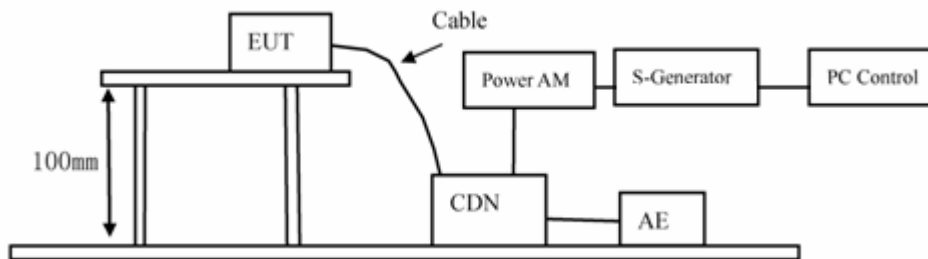 Cable
EUT
Power AM
S-Generator
PC Control
100mm
CDN
AE